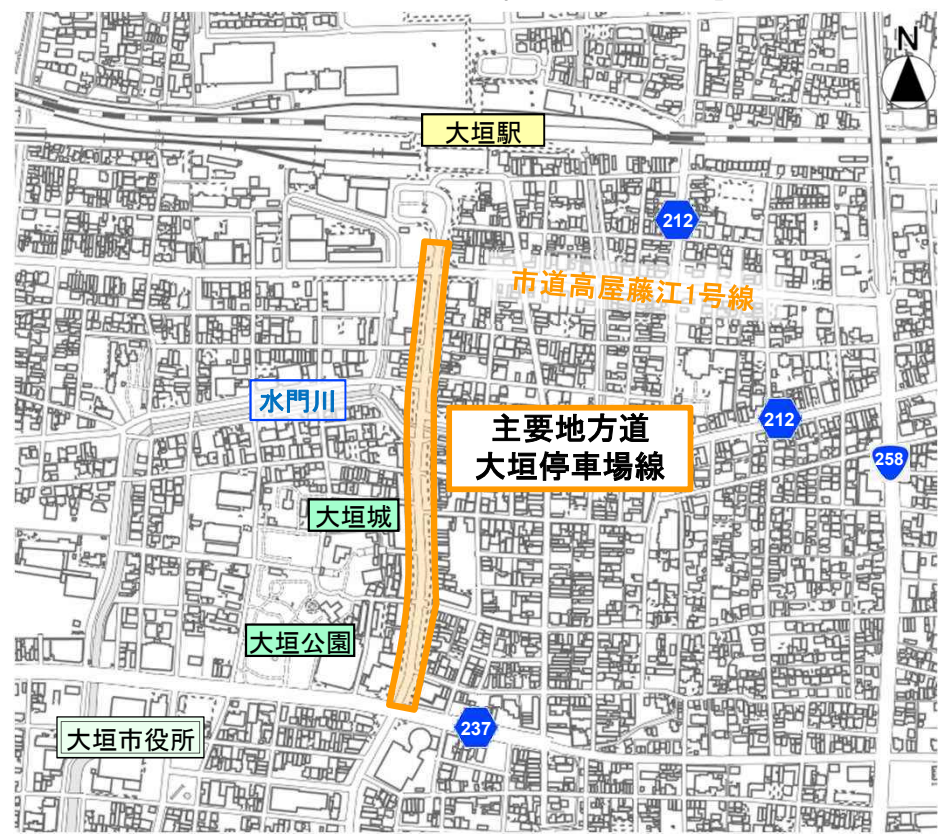 N
大垣駅
212
市道高屋藤江1号線
水門川
主要地方道
大垣停車場線
212
258
大垣城
大垣公園
237
大垣市役所